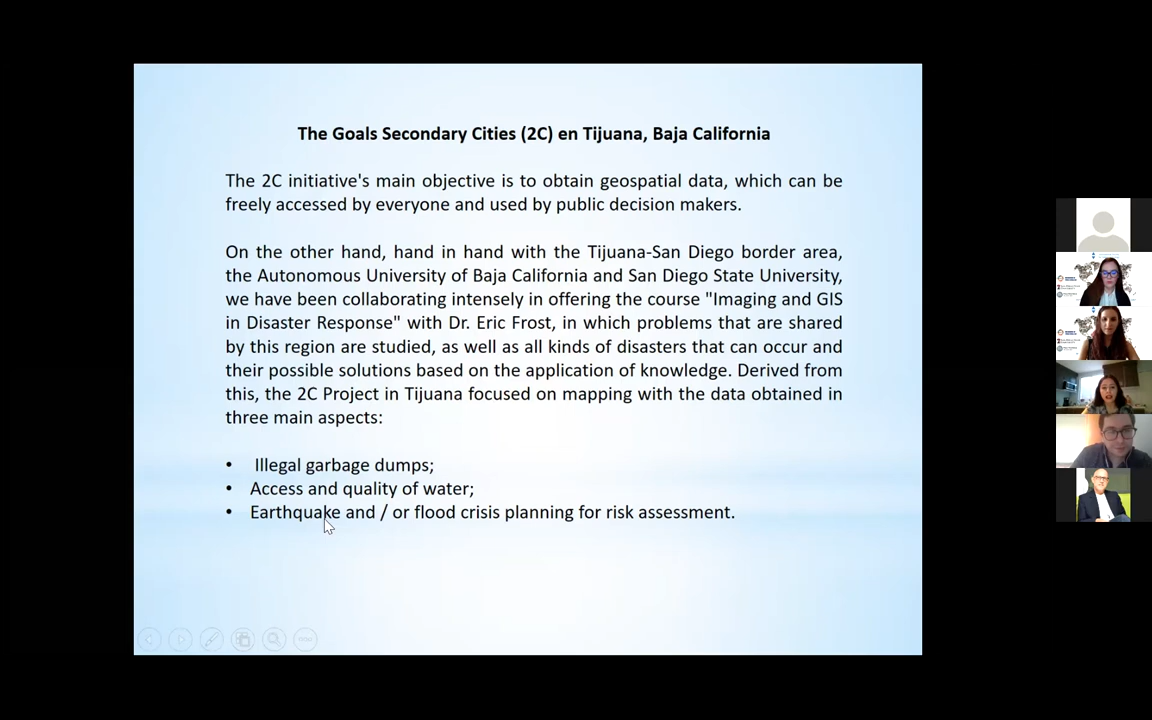 The Goals Secondary Cities (2C) en Tijuana, Baja California
The 2C initiative's main objective is to obtain geospatial data, which can be
freely accessed by everyone and used by public decision makers.
On the other hand, hand in hand with the Tijuana-San Diego border area,
the Autonomous University of Baja California and San Diego State University,
we have been collaborating intensely in offering the course "Imaging and GIS
in Disaster Response" with Dr. Eric Frost, in which problems that are shared
by this region are studied, as well as all kinds of disasters that can occur and
their possible solutions based on the application of knowledge. Derived from
this, the 2C Project in Tijuana focused on mapping with the data obtained in
three main aspects:
• Illegal garbage dumps;
• Access and quality of water;
• Earthquake and / or flood crisis planning for risk assessment.